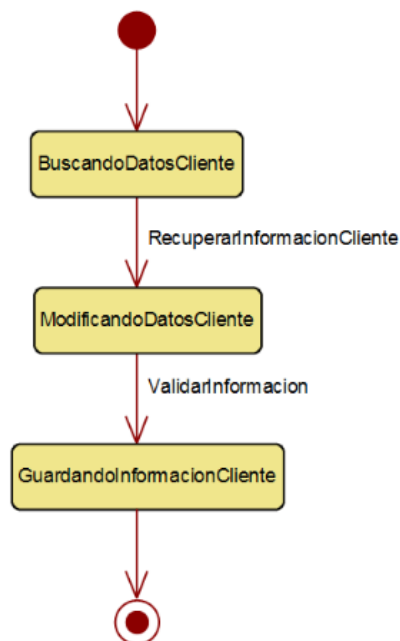 BuscandoDatosCliente
RecuperarInformacionCliente
ModificandoDatosCliente
ValidarInformacion
GuardandoInformacionCliente